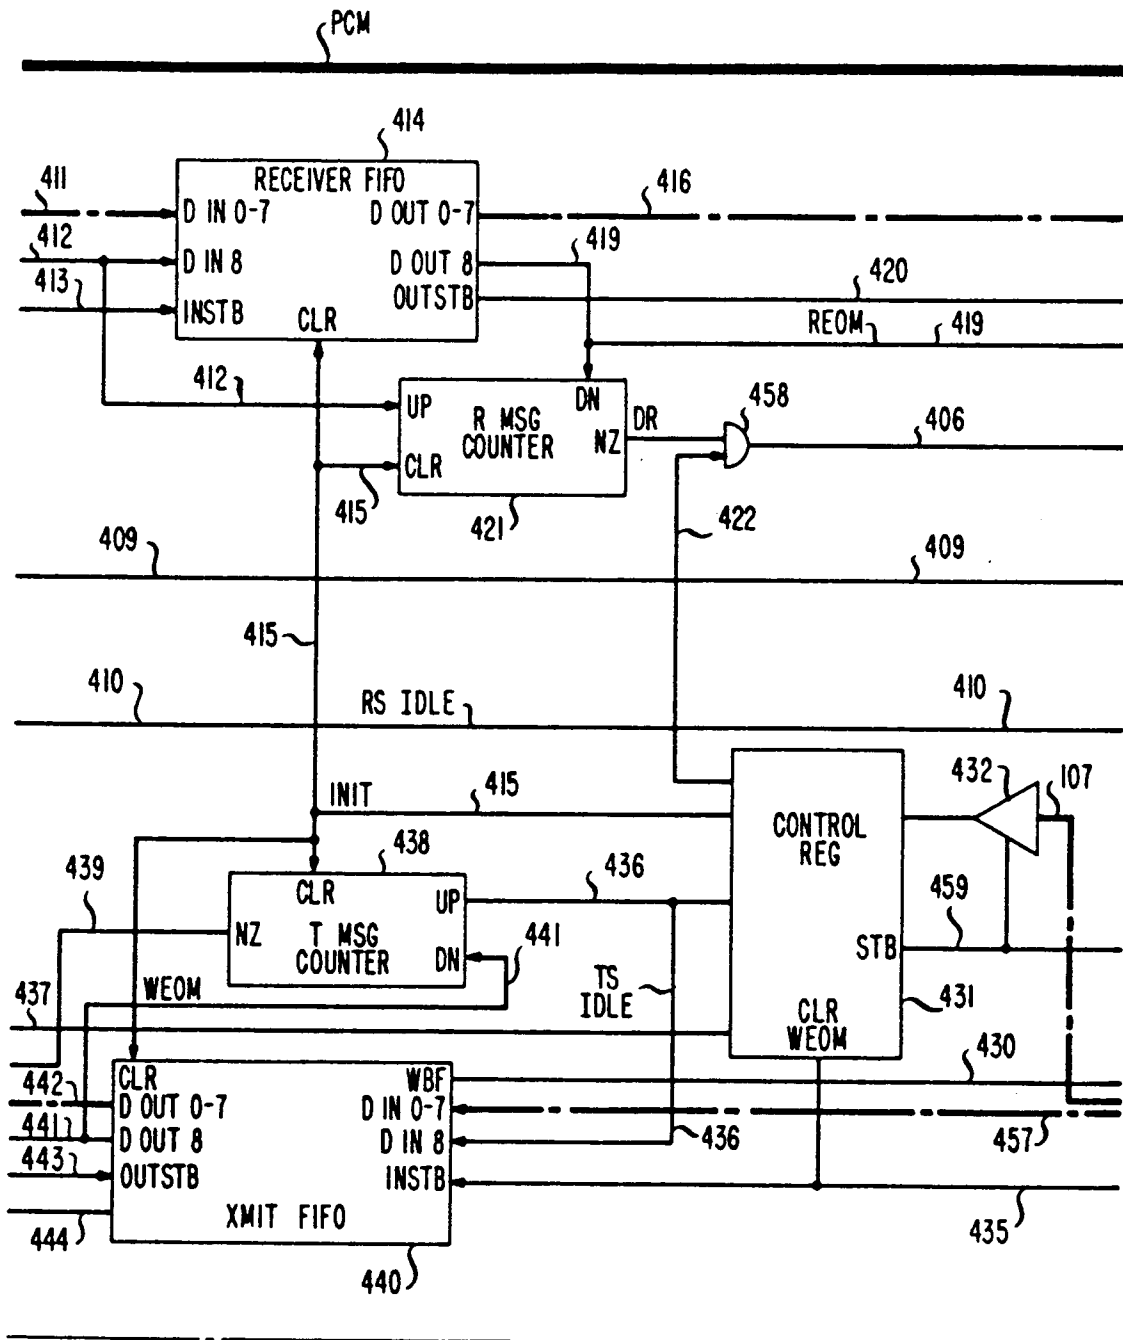 PCM
414
411
RECEIVER FIFO
416
D IN 0-7
D OUT 0-7
412
419
D IN 8
D OUT 8
420
413
INSTB
OUTSTB
CLR
REOM
419
412
DN
458
UP
R MSG
COUNTER
DR
406
NZ
CLR
415
421
422
409
409
415
410
RS IDLE
410
432
107
INIT
415
CONTROL
REG
438
436
439
CLR
UP
NZ
T MSG
COUNTER
441
459
STB
DN
WEOM
TS
IDLE
437
431
CLR
WEOM
430
CLR
WBF
442
D OUT 0-7
D IN 0-7
441
D OUT 8
D IN 8
436
457
443
OUTSTB
INSTB
XMIT FIFO
444
435
440